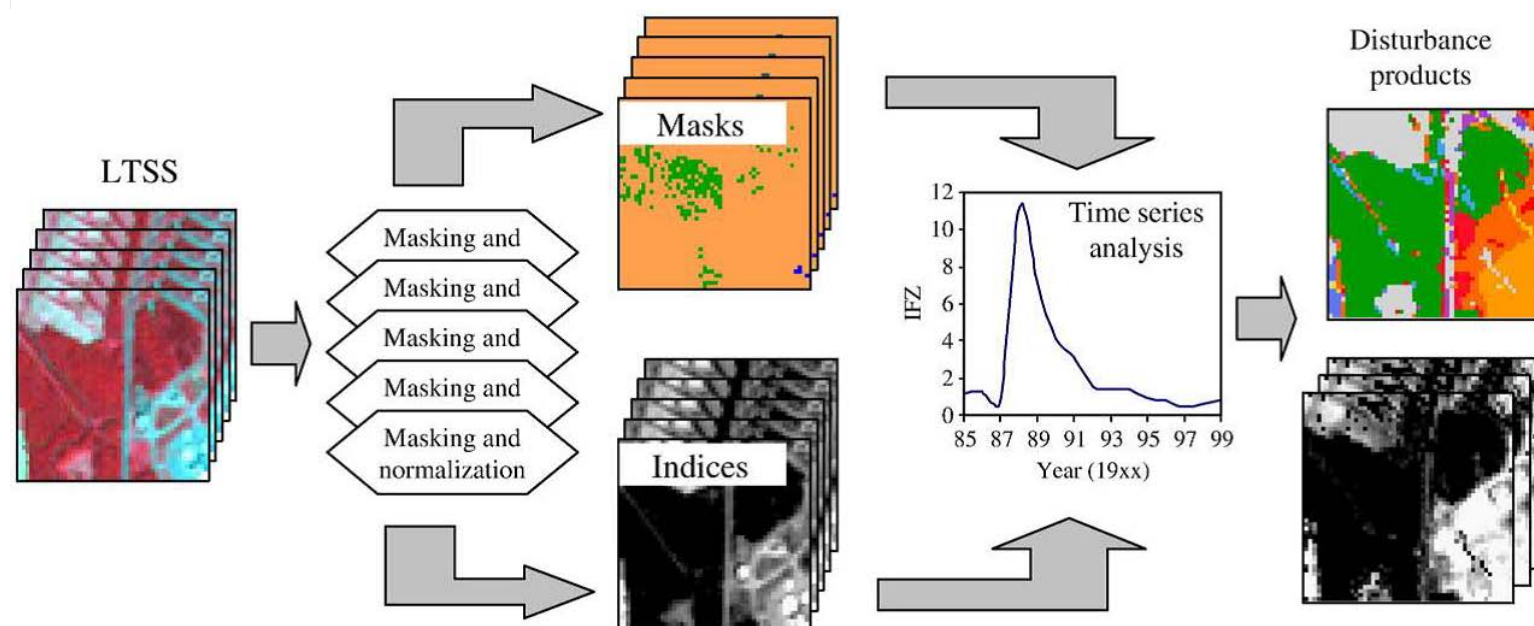 LTSS
Masking and
Masking and
Masking and
Masking and
Masking and
normalization
Masks
Indices
Time series
analysis
12
10
8
6
4
2
0
IFZ
85 87 89 91 93 95 97 99
Year (19xx)
Disturbance
products